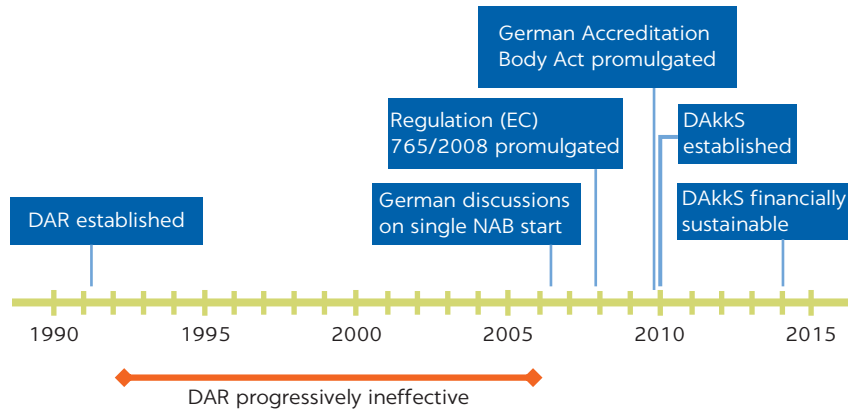 German Accreditation
Body Act promulgated
Regulation (EC)
765/2008 promulgated
DAkkS
established
German discussions
on single NAB start
DAkkS financially
sustainable
DAR established
1990
1995
2000
2005
2010
2015
DAR progressively ineffective